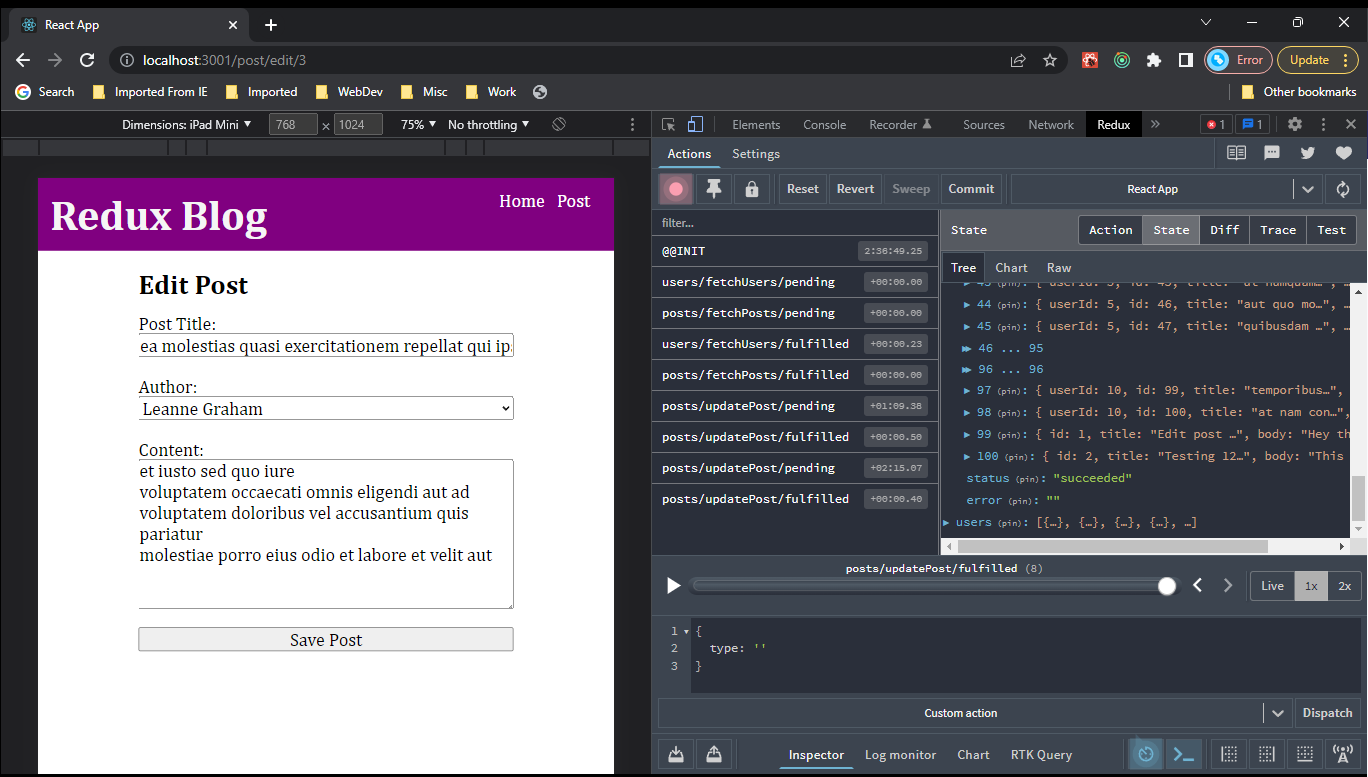 React App
localhost:3001/post/edit/3
Error
Update
Search Imported From IE Imported WebDev Misc Work Other bookmarks
Dimensions: iPad Mini 768 × 1024 75% No throttling
Elements Console Recorder Sources Network Redux 1 1
Redux Blog
Home Post
Edit Post
Post Title:
ea molestias quasi exercitationem repellat qui ip
Author:
Leanne Graham
Content:
et iusto sed quo iure
voluptatem occaecati omnis eligendi aut ad
voluptatem doloribus vel accusantium quis
pariatur
molestiae porro eius odio et labore et velit aut
Save Post
Actions Settings
Reset Revert Sweep Commit React App
filter...
@@INIT 2:36:49.25
users/fetchUsers/pending +00:00.00
posts/fetchPosts/pending +00:00.00
users/fetchUsers/fulfilled +00:00.23
posts/fetchPosts/fulfilled +00:00.00
posts/updatePost/pending +01:09.38
posts/updatePost/fulfilled +00:00.50
posts/updatePost/pending +02:15.07
posts/updatePost/fulfilled +00:00.40
State Action State Diff Trace Test
Tree Chart Raw
44 (pin): { userId: 5, id: 46, title: "aut quo mo…", …
45 (pin): { userId: 5, id: 47, title: "quibusdam …", …
46 ... 95
96 ... 96
97 (pin): { userId: 10, id: 99, title: "temporibus…",
98 (pin): { userId: 10, id: 100, title: "at nam con…",
99 (pin): { id: 1, title: "Edit post …", body: "Hey th
100 (pin): { id: 2, title: "Testing 12…", body: "This
status (pin): "succeeded"
error (pin): ""
users (pin): [{…}, {…}, {…}, {…}, …]
posts/updatePost/fulfilled (8)
Live 1x 2x
1 {
2 type: ''
3 }
Custom action Dispatch
Inspector Log monitor Chart RTK Query